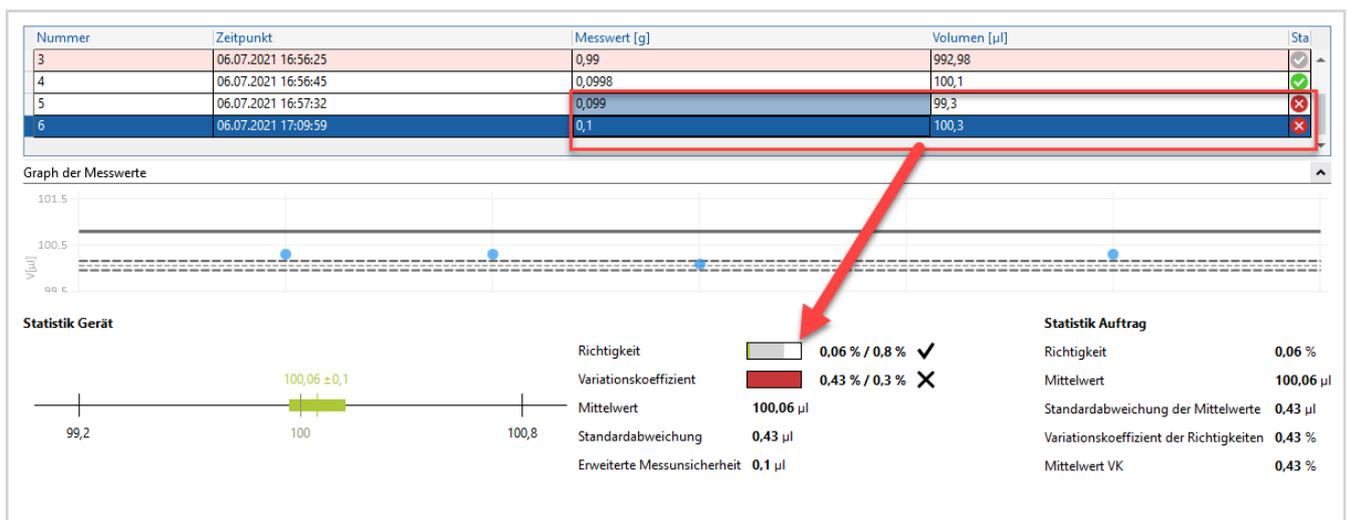 Nummer Zeitpunkt Messwert [g] Volumen [µl] Sta
3 06.07.2021 16:56:25 0,99 992,98
4 06.07.2021 16:56:45 0,0998 100,1
5 06.07.2021 16:57:32 0,099 99,3
6 06.07.2021 17:09:59 0,1 100,3
Graph der Messwerte
101.5
100.5
V[µl]
99.5
Statistik Gerät
100,06 ±0,1
99,2 100 100,8
Richtigkeit 0,06 % / 0,8 %
Variationskoeffizient 0,43 % / 0,3 %
Mittelwert 100,06 µl
Standardabweichung 0,43 µl
Erweiterte Messunsicherheit 0,1 µl
Statistik Auftrag
Richtigkeit 0,06 %
Mittelwert 100,06 µl
Standardabweichung der Mittelwerte 0,43 µl
Variationskoeffizient der Richtigkeiten 0,43 %
Mittelwert VK 0,43 %